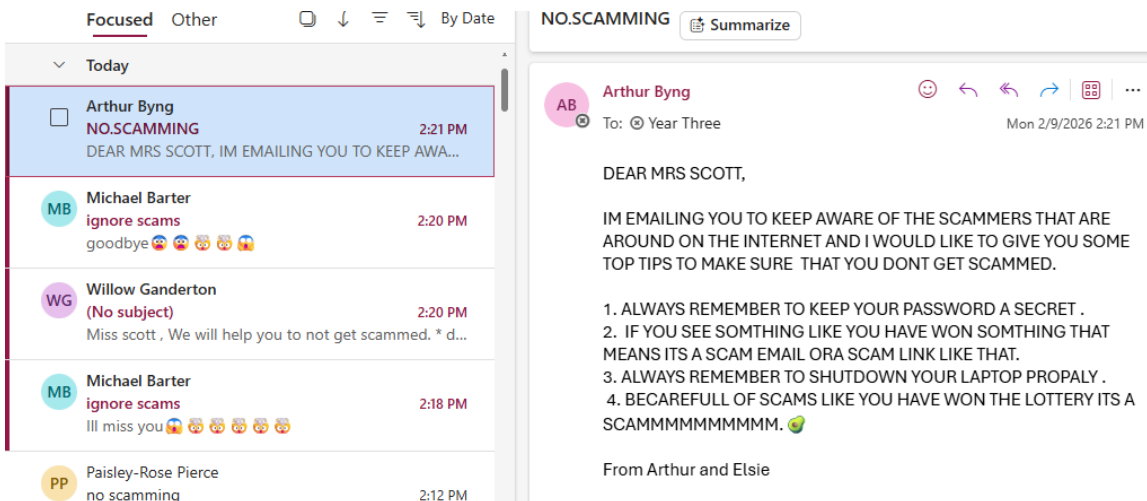 Focused Other By Date
Today
Arthur Byng
NO.SCAMMING 2:21 PM
DEAR MRS SCOTT, IM EMAILING YOU TO KEEP AWA...
MB
Michael Barter
ignore scams 2:20 PM
goodbye😨😨🤯🤯😱
WG
Willow Ganderton
(No subject) 2:20 PM
Miss scott , We will help you to not get scammed. * d...
MB
Michael Barter
ignore scams 2:18 PM
Ill miss you😱🤯🤯🤯🤯🤯
PP
Paisley-Rose Pierce
no scamming 2:12 PM
NO.SCAMMING Summarize
AB
Arthur Byng
To: Year Three Mon 2/9/2026 2:21 PM
DEAR MRS SCOTT,
IM EMAILING YOU TO KEEP AWARE OF THE SCAMMERS THAT ARE
AROUND ON THE INTERNET AND I WOULD LIKE TO GIVE YOU SOME
TOP TIPS TO MAKE SURE THAT YOU DONT GET SCAMMED.
1. ALWAYS REMEMBER TO KEEP YOUR PASSWORD A SECRET .
2. IF YOU SEE SOMTHING LIKE YOU HAVE WON SOMTHING THAT
MEANS ITS A SCAM EMAIL ORA SCAM LINK LIKE THAT.
3. ALWAYS REMEMBER TO SHUTDOWN YOUR LAPTOP PROPALY .
4. BECAREFULL OF SCAMS LIKE YOU HAVE WON THE LOTTERY ITS A
SCAMMMMMMMMMM. 🥑
From Arthur and Elsie